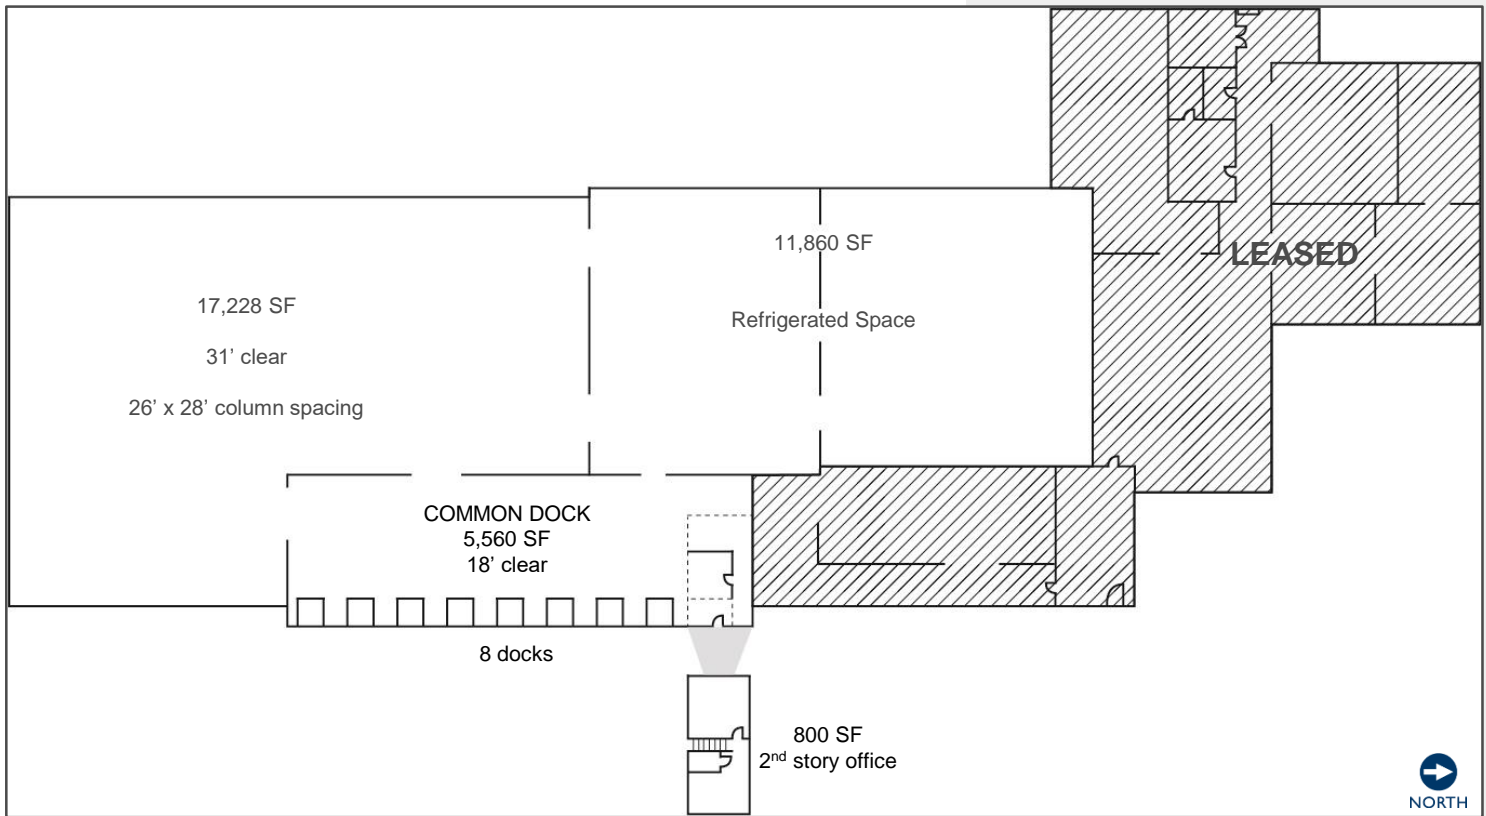 LEASED
11,860 SF
Refrigerated Space
17,228 SF
31’ clear
26’ x 28’ column spacing
COMMON DOCK
5,560 SF
18’ clear
8 docks
800 SF
2nd story office
NORTH